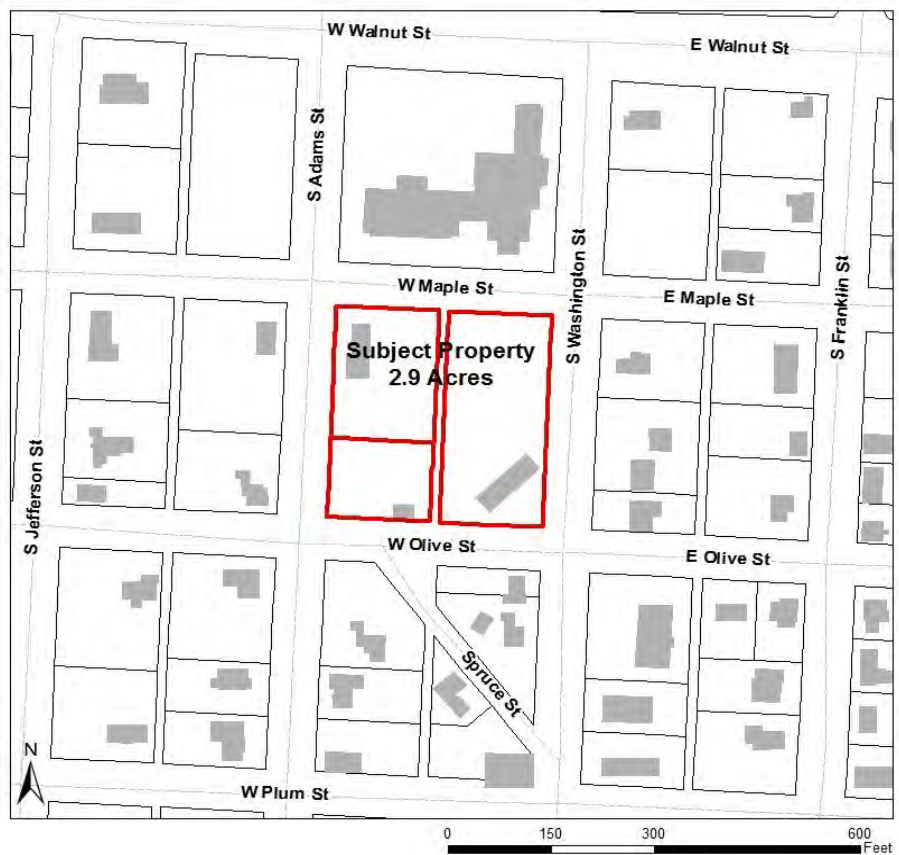 W Walnut St
E Walnut St
S Adams St
S Washington St
S Franklin St
W Maple St
E Maple St
Subject Property
2.9 Acres
S Jefferson St
W Olive St
E Olive St
Spruce St
N
W Plum St
0 150 300 600
Feet